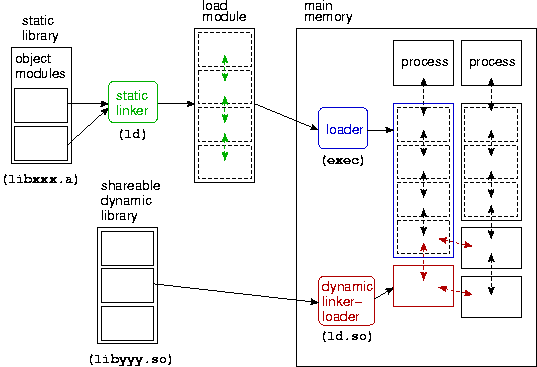 static
library
object
modules
(libxxx.a)
static
linker
(ld)
load
module
shareable
dynamic
library
(libyyy.so)
main
memory
process
process
loader
(exec)
dynamic
linker-
loader
(ld.so)